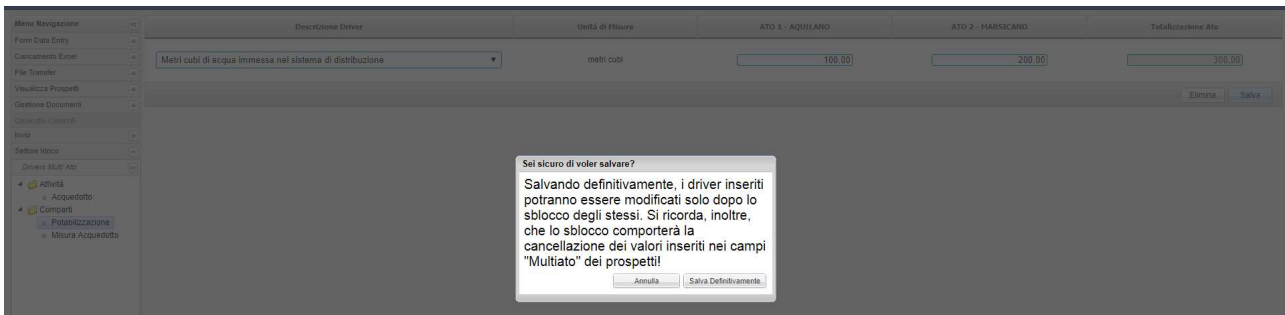 Menu Navigazione
Form Data Entry
Caricamento Excel
File Transfer
Visualizza Prospetti
Gestione Documenti
Controllo
Invio
Settore Idrico
Drivers Multi Ato
Attività
Acquedotto
Comparti
Potabilizzazione
Misura Acquedotto
Descrizione Driver Unità di Misura ATO 1 - AQUILANO ATO 2 - MARSICANO Totalizzazione Ato
Metri cubi di acqua immessa nel sistema di distribuzione metri cubi 100,00 200,00 300,00
Elimina Salva
Sei sicuro di voler salvare?
Salvando definitivamente, i driver inseriti
potranno essere modificati solo dopo lo
sblocco degli stessi. Si ricorda, inoltre,
che lo sblocco comporterà la
cancellazione dei valori inseriti nei campi
"Multiato" dei prospetti!
Annulla Salva Definitivamente